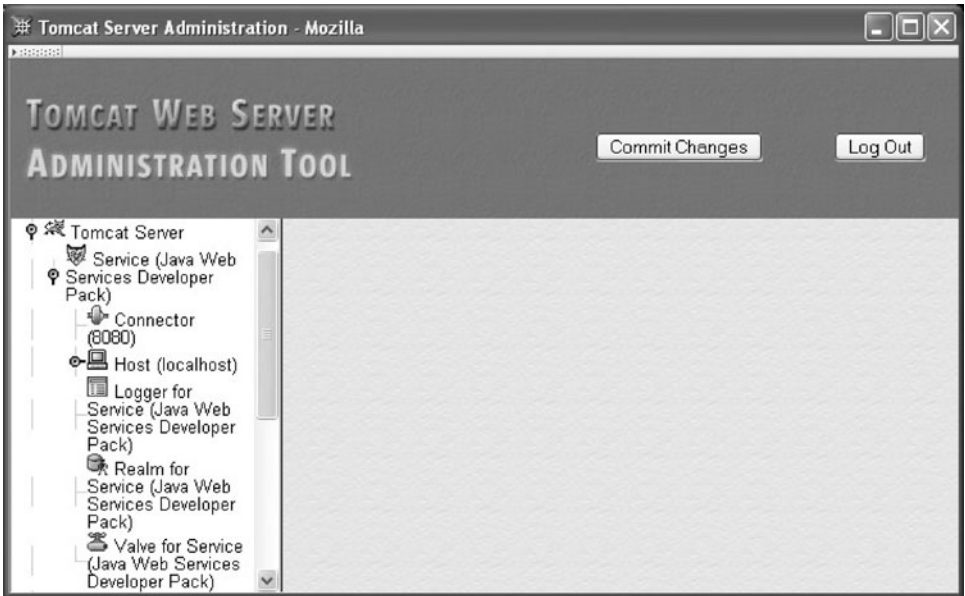 Tomcat Server Administration - Mozilla
TOMCAT WEB SERVER
ADMINISTRATION TOOL
Commit Changes
Log Out
Tomcat Server
Service (Java Web
Services Developer
Pack)
Connector
(8080)
Host (localhost)
Logger for
Service (Java Web
Services Developer
Pack)
Realm for
Service (Java Web
Services Developer
Pack)
Valve for Service
(Java Web Services
Developer Pack)